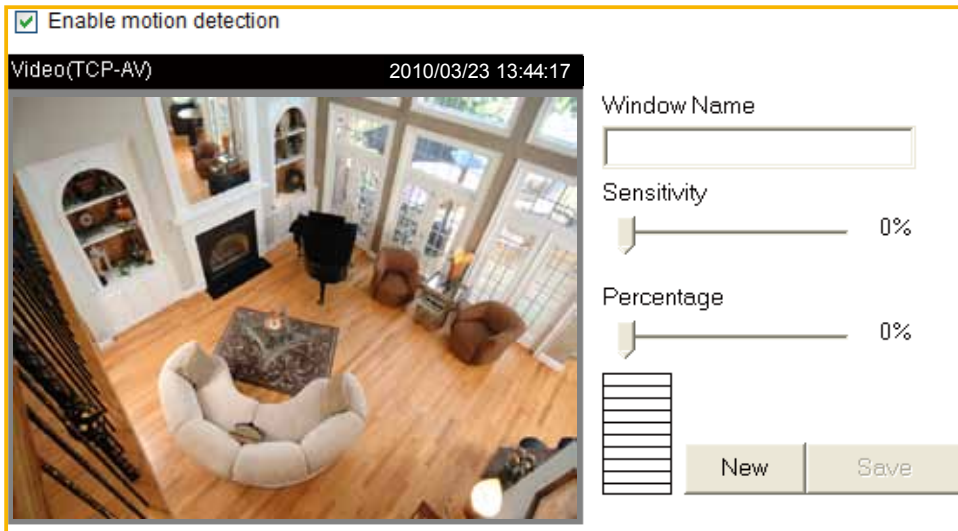 Enable motion detection
Video(TCP-AV) 2010/03/23 13:44:17
Window Name
Sensitivity
0%
Percentage
0%
New Save